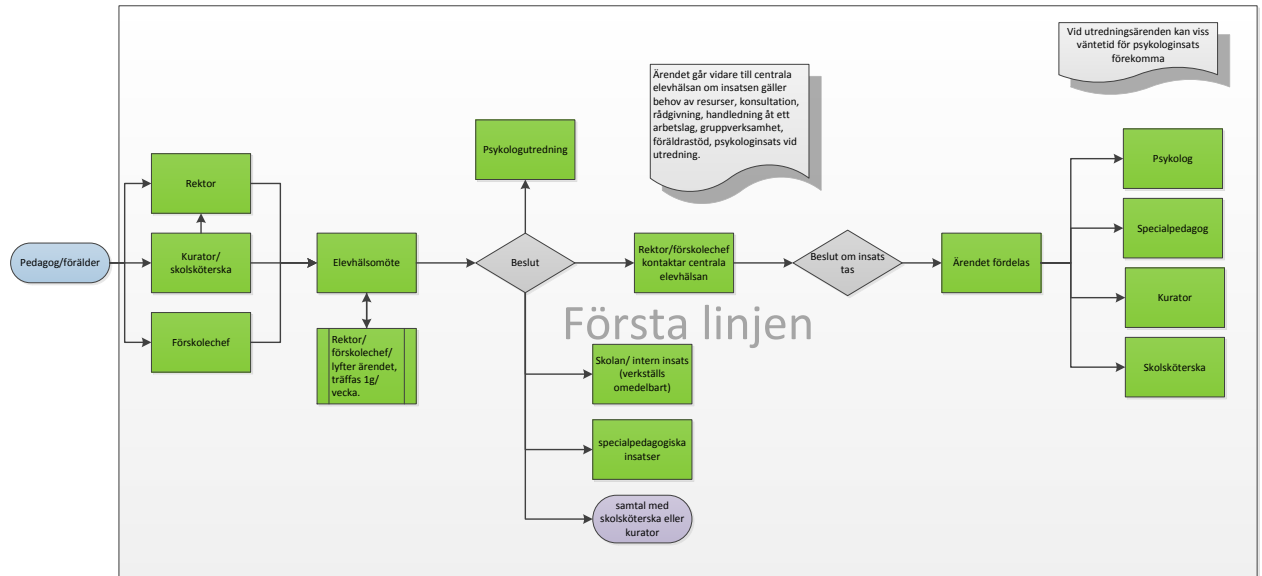 Vid utredningsärenden kan viss
väntetid för psykologinsats
förekomma
Ärendet går vidare till centrala
elevhälsan om insatsen gäller
behov av resurser, konsultation,
rådgivning, handledning åt ett
arbetslag, gruppverksamhet,
föräldrastöd, psykologinsats vid
utredning.
Pedagog/förälder
Rektor
Kurator/
skolsköterska
Förskolechef
Elevhälsomöte
Rektor/
förskolechef/
lyfter ärendet,
träffas 1g/
vecka.
Psykologutredning
Beslut
Rektor/förskolechef
kontaktar centrala
elevhälsan
Beslut om insats
tas
Ärendet fördelas
Första linjen
Skolan/ intern insats
(verkställs
omedelbart)
specialpedagogiska
insatser
samtal med
skolsköterska eller
kurator
Psykolog
Specialpedagog
Kurator
Skolsköterska